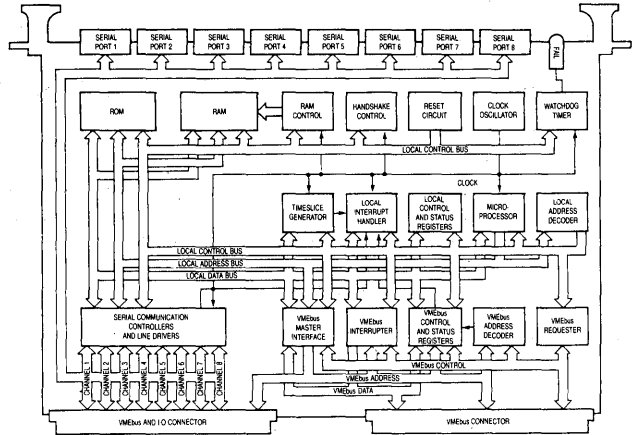 SERIAL
PORT 1
SERIAL
PORT 2
SERIAL
PORT 3
SERIAL
PORT 4
SERIAL
PORT 5
SERIAL
PORT 6
SERIAL
PORT 7
SERIAL
PORT 8
FAIL
ROM
RAM
RAM
CONTROL
HANDSHAKE
CONTROL
RESET
CIRCUIT
CLOCK
OSCILLATOR
WATCHDOG
TIMER
LOCAL CONTROL BUS
CLOCK
TIMESLICE
GENERATOR
LOCAL
INTERRUPT
HANDLER
LOCAL
CONTROL
AND STATUS
REGISTERS
MICRO-
PROCESSOR
LOCAL
ADDRESS
DECODER
LOCAL CONTROL BUS
LOCAL ADDRESS BUS
LOCAL DATA BUS
SERIAL COMMUNICATION
CONTROLLERS
AND LINE DRIVERS
VMEbus
MASTER
INTERFACE
VMEbus
INTERRUPTER
VMEbus
CONTROL
AND STATUS
REGISTERS
VMEbus
ADDRESS
DECODER
VMEbus
REQUESTER
CHANNEL 1
CHANNEL 2
CHANNEL 3
CHANNEL 4
CHANNEL 5
CHANNEL 6
CHANNEL 7
CHANNEL 8
VMEbus CONTROL
VMEbus ADDRESS
VMEbus DATA
VMEbus AND I/O CONNECTOR
VMEbus CONNECTOR